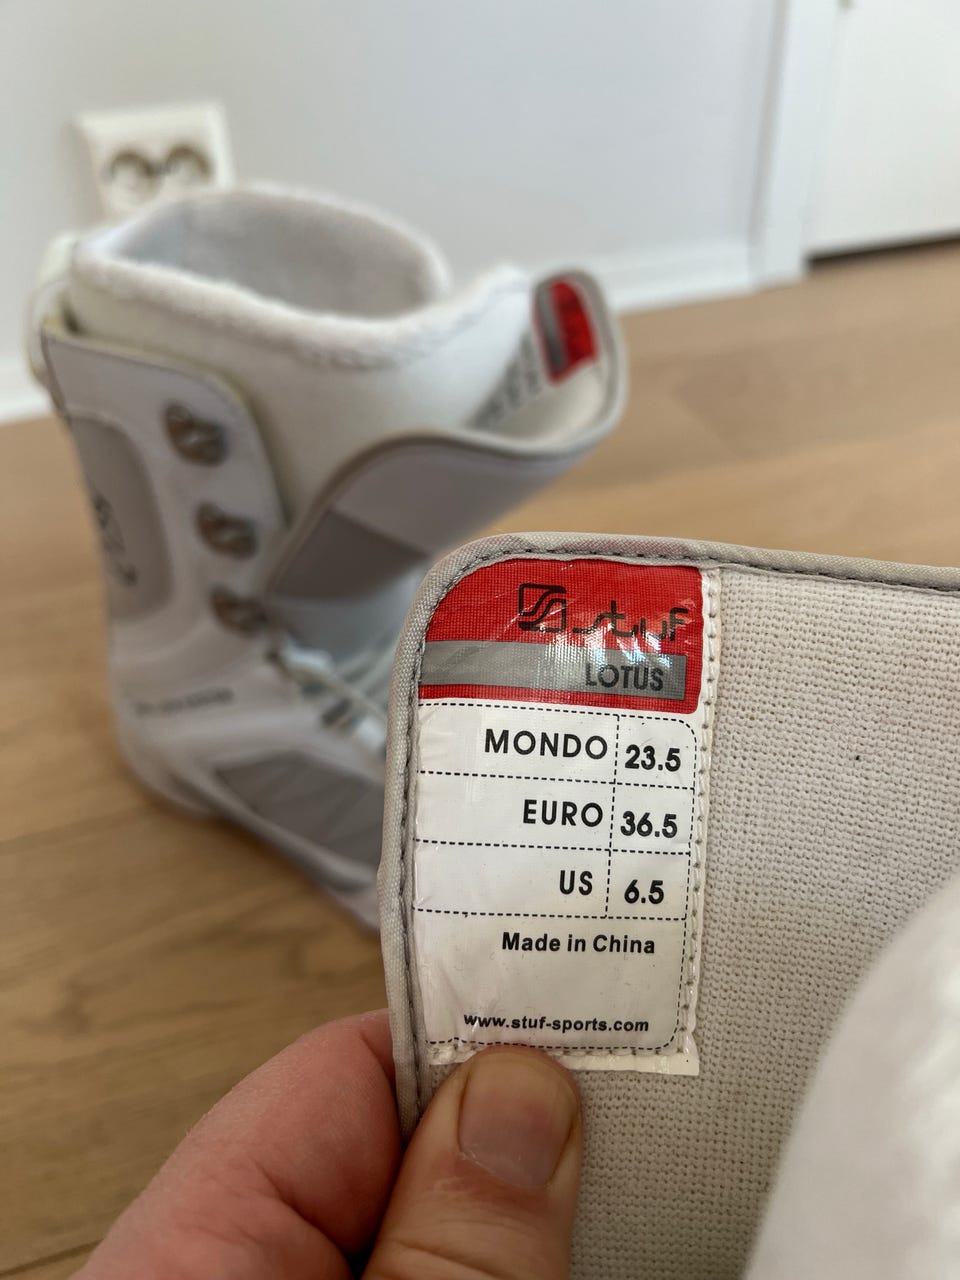 stuf
LOTUS
MONDO 23.5
EURO 36.5
US 6.5
Made in China
www.stuf-sports.com